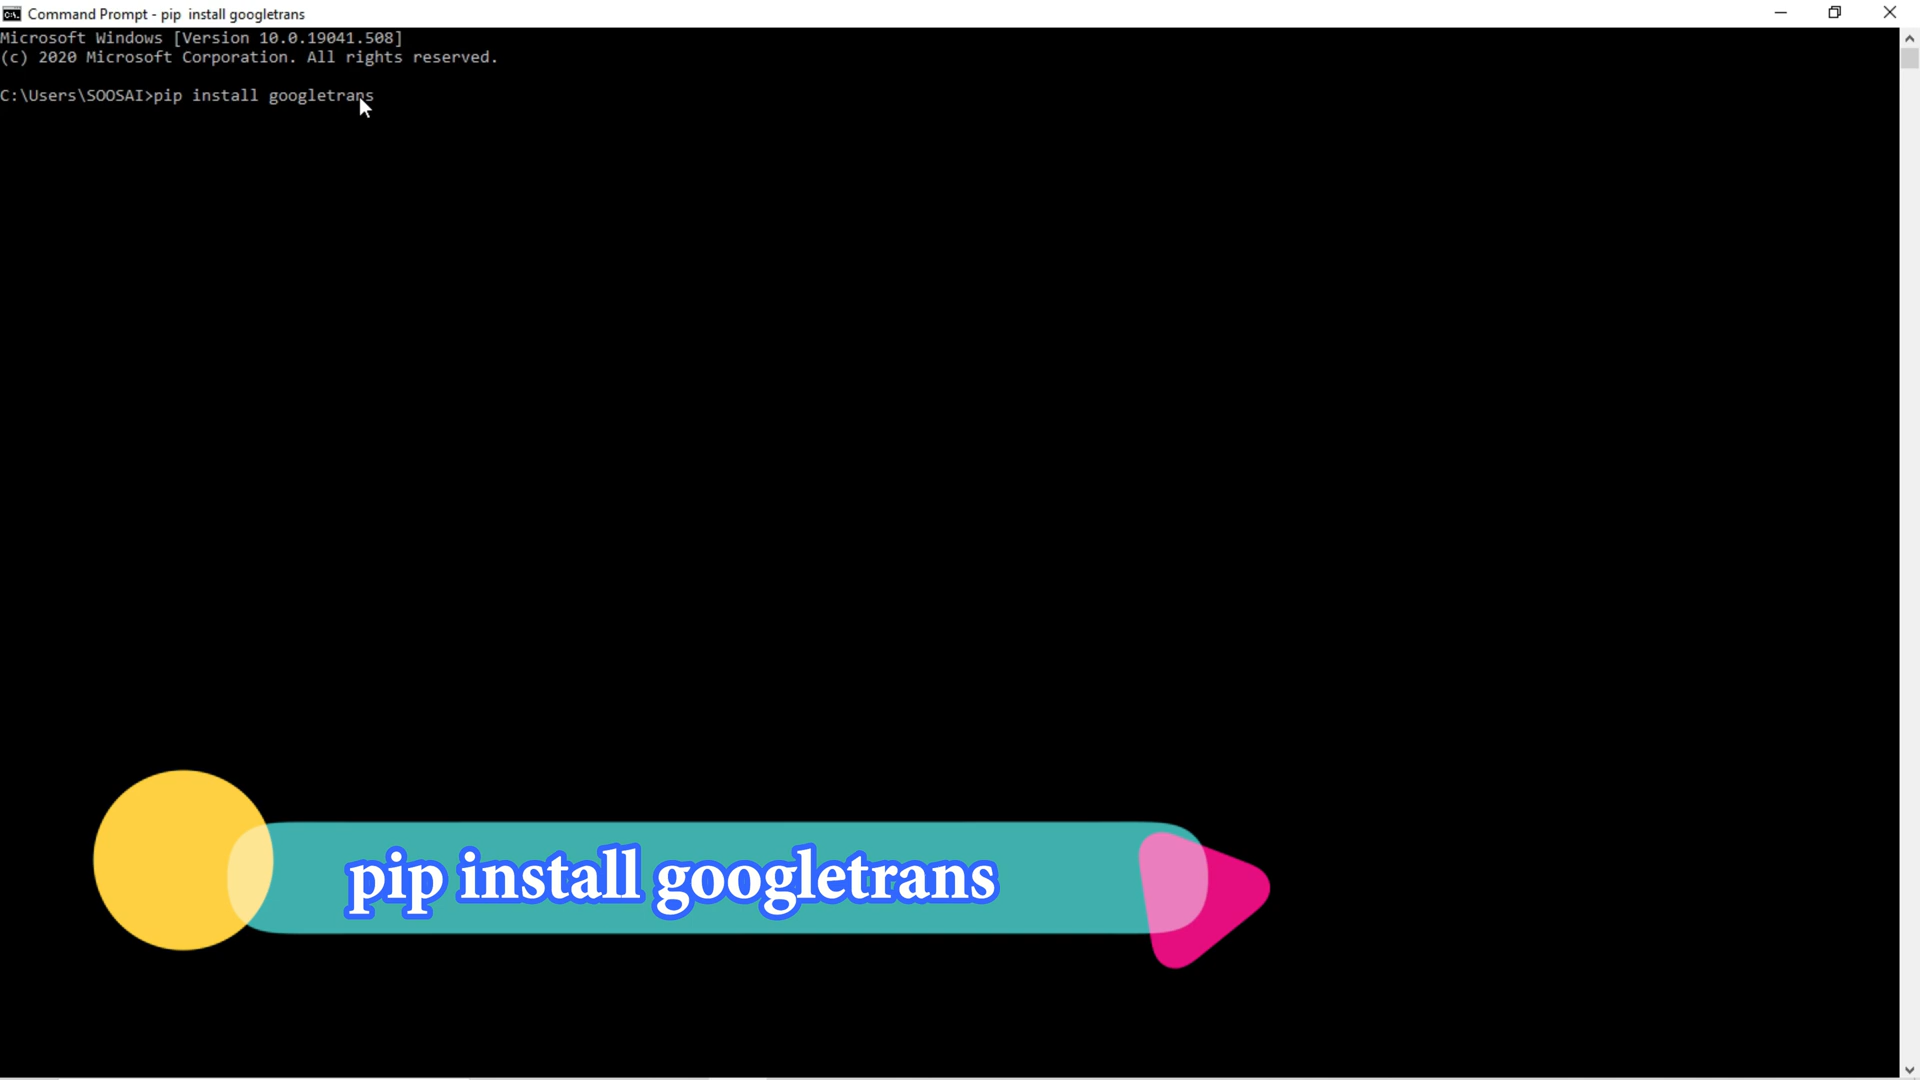 Command Prompt - pip  install googletrans
Microsoft Windows [Version 10.0.19041.508]
(c) 2020 Microsoft Corporation. All rights reserved.
C:\Users\SOOSAI>pip install googletrans
pip install googletrans